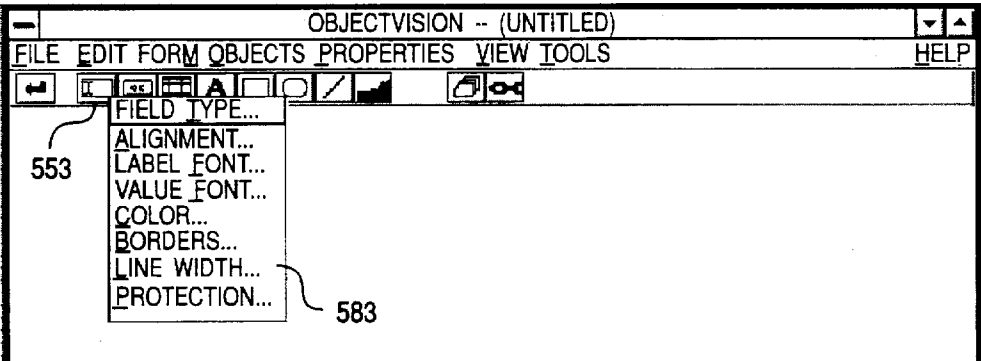 OBJECTVISION -- (UNTITLED)
FILE EDIT FORM OBJECTS PROPERTIES VIEW TOOLS HELP
A
FIELD TYPE...
ALIGNMENT...
553 LABEL FONT...
VALUE FONT...
COLOR...
BORDERS...
LINE WIDTH...
PROTECTION...
583